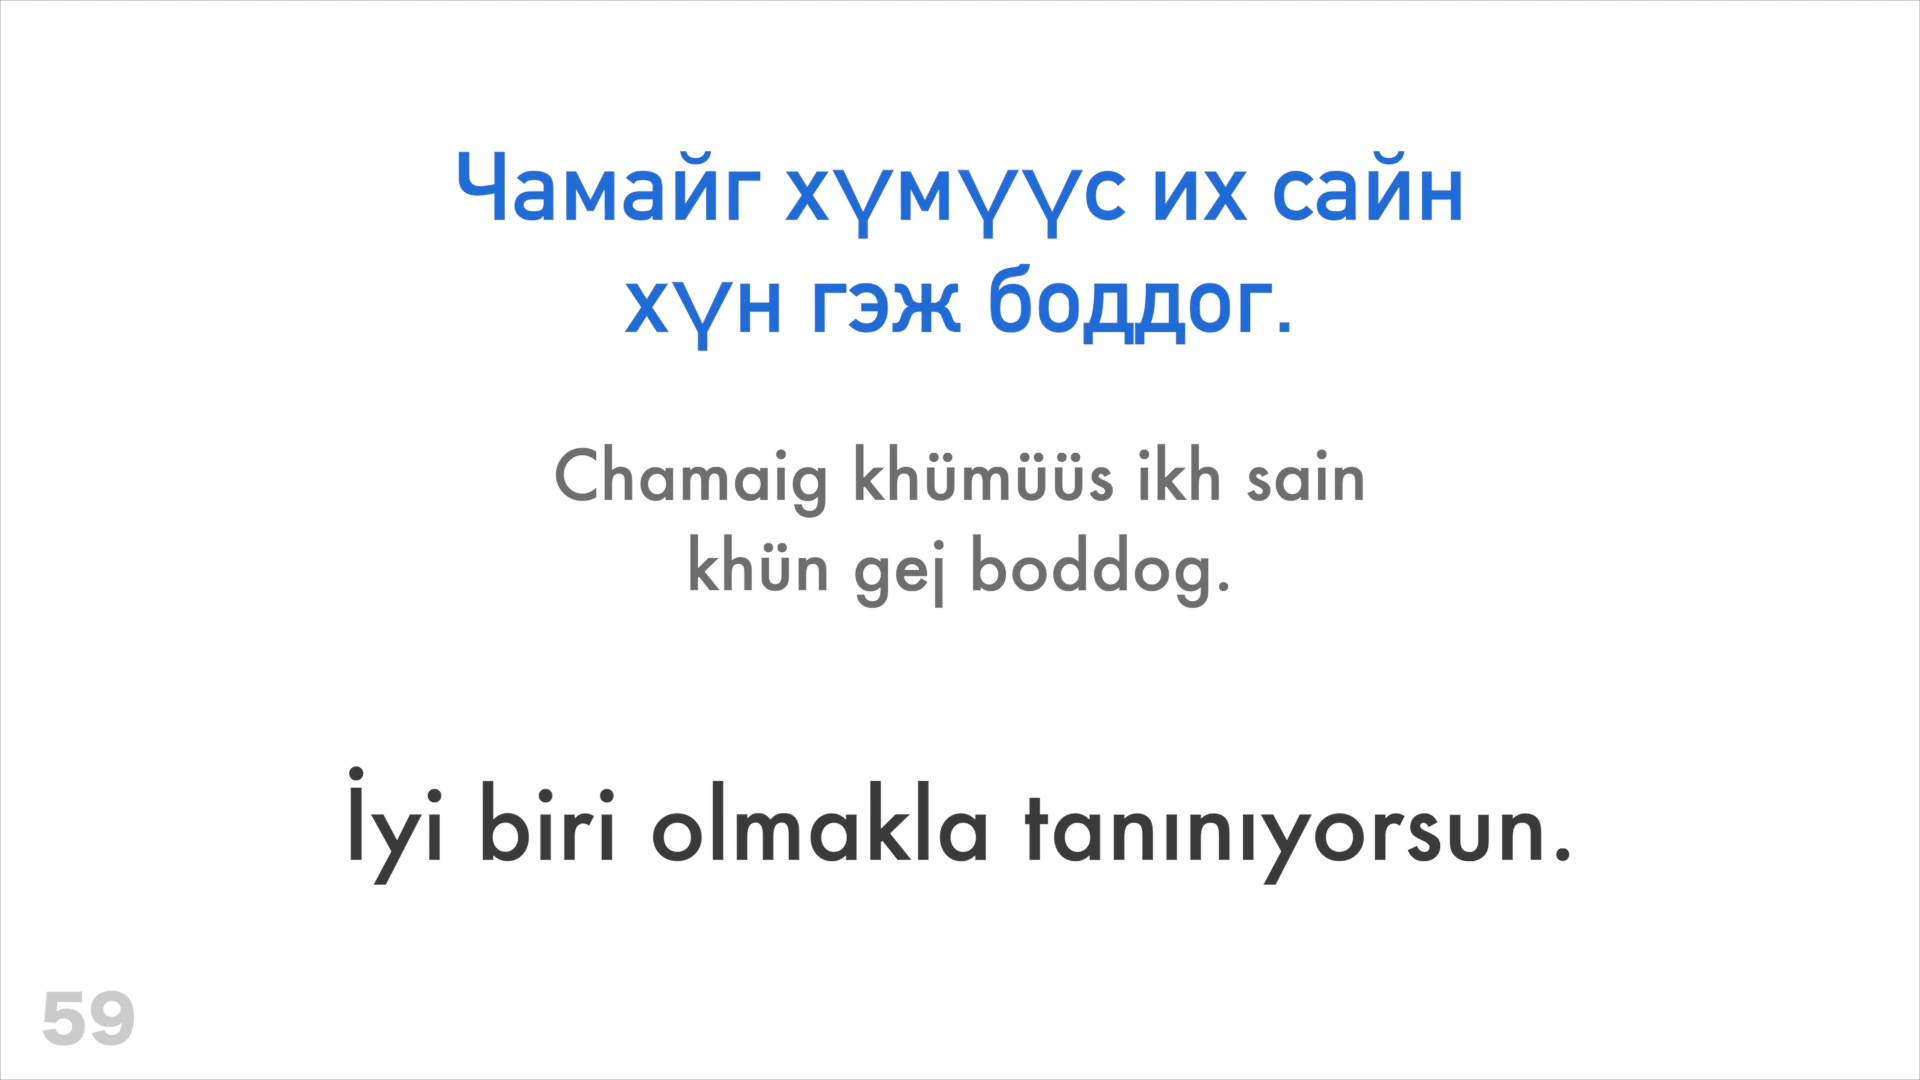 Чамайг хүмүүс их сайн
хүн гэж боддог.
Chamaig khümüüs ikh sain
khün gej boddog.
İyi biri olmakla tanınıyorsun.
59